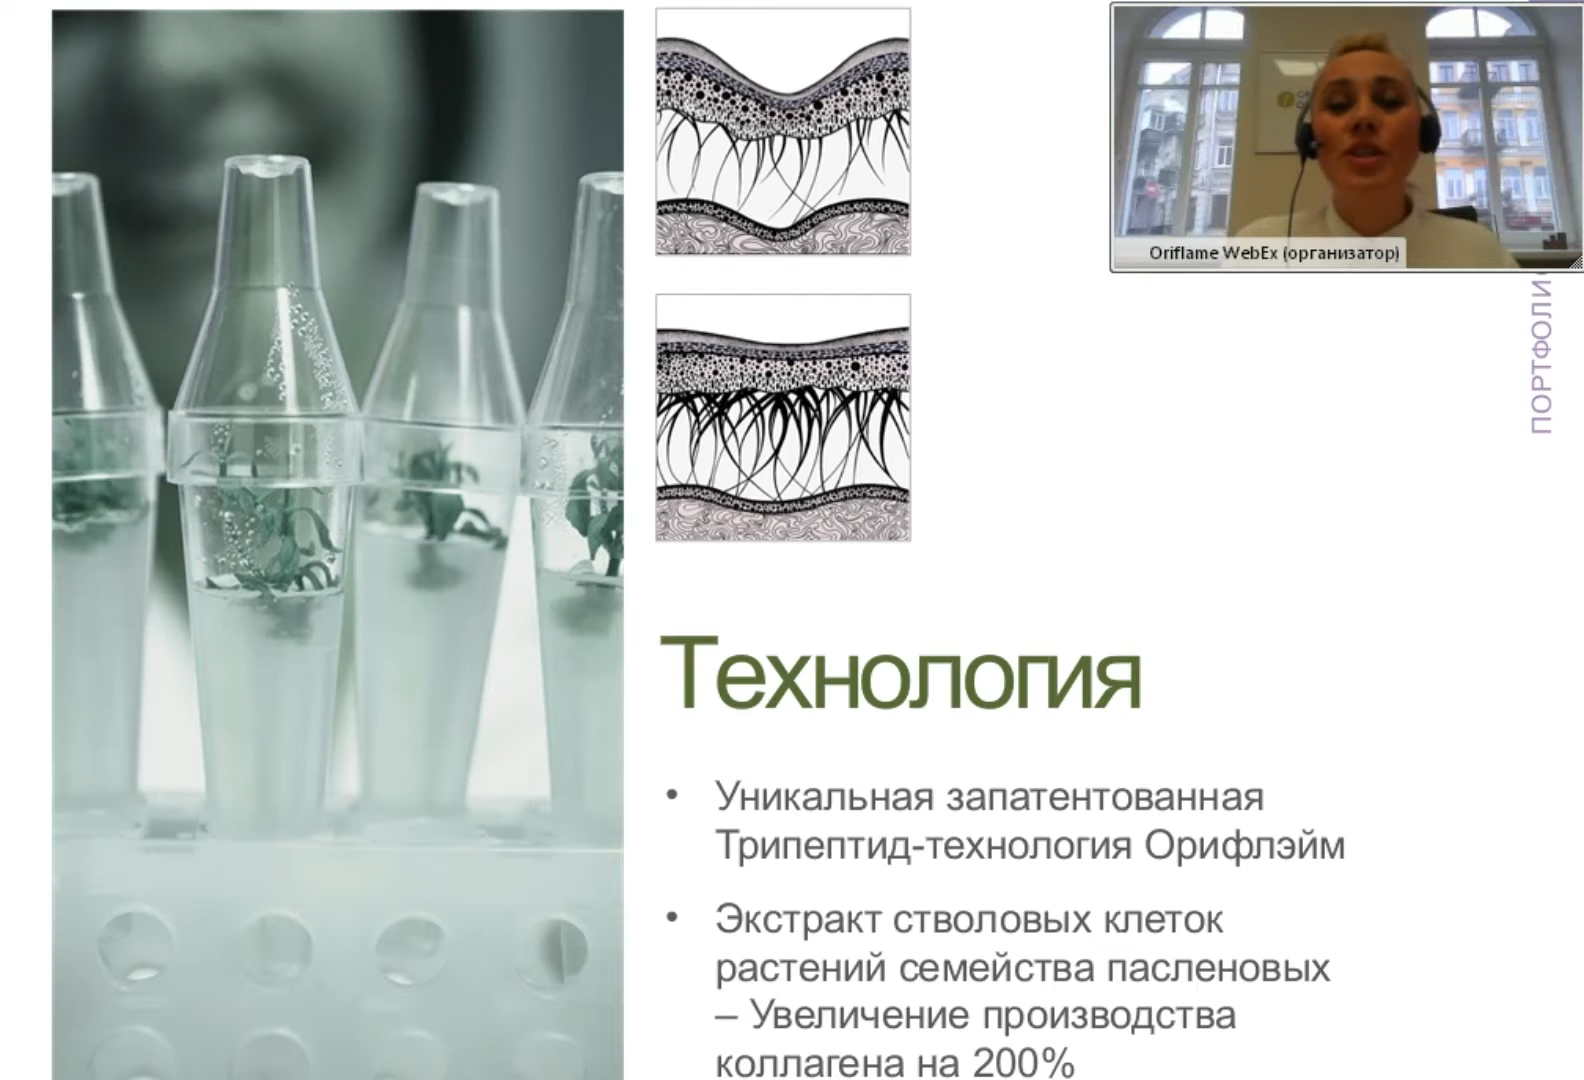 Oriflame WebEx (организатор)
Технология
• Уникальная запатентованная
Трипептид-технология Орифлэйм
• Экстракт стволовых клеток
растений семейства пасленовых
– Увеличение производства
коллагена на 200%